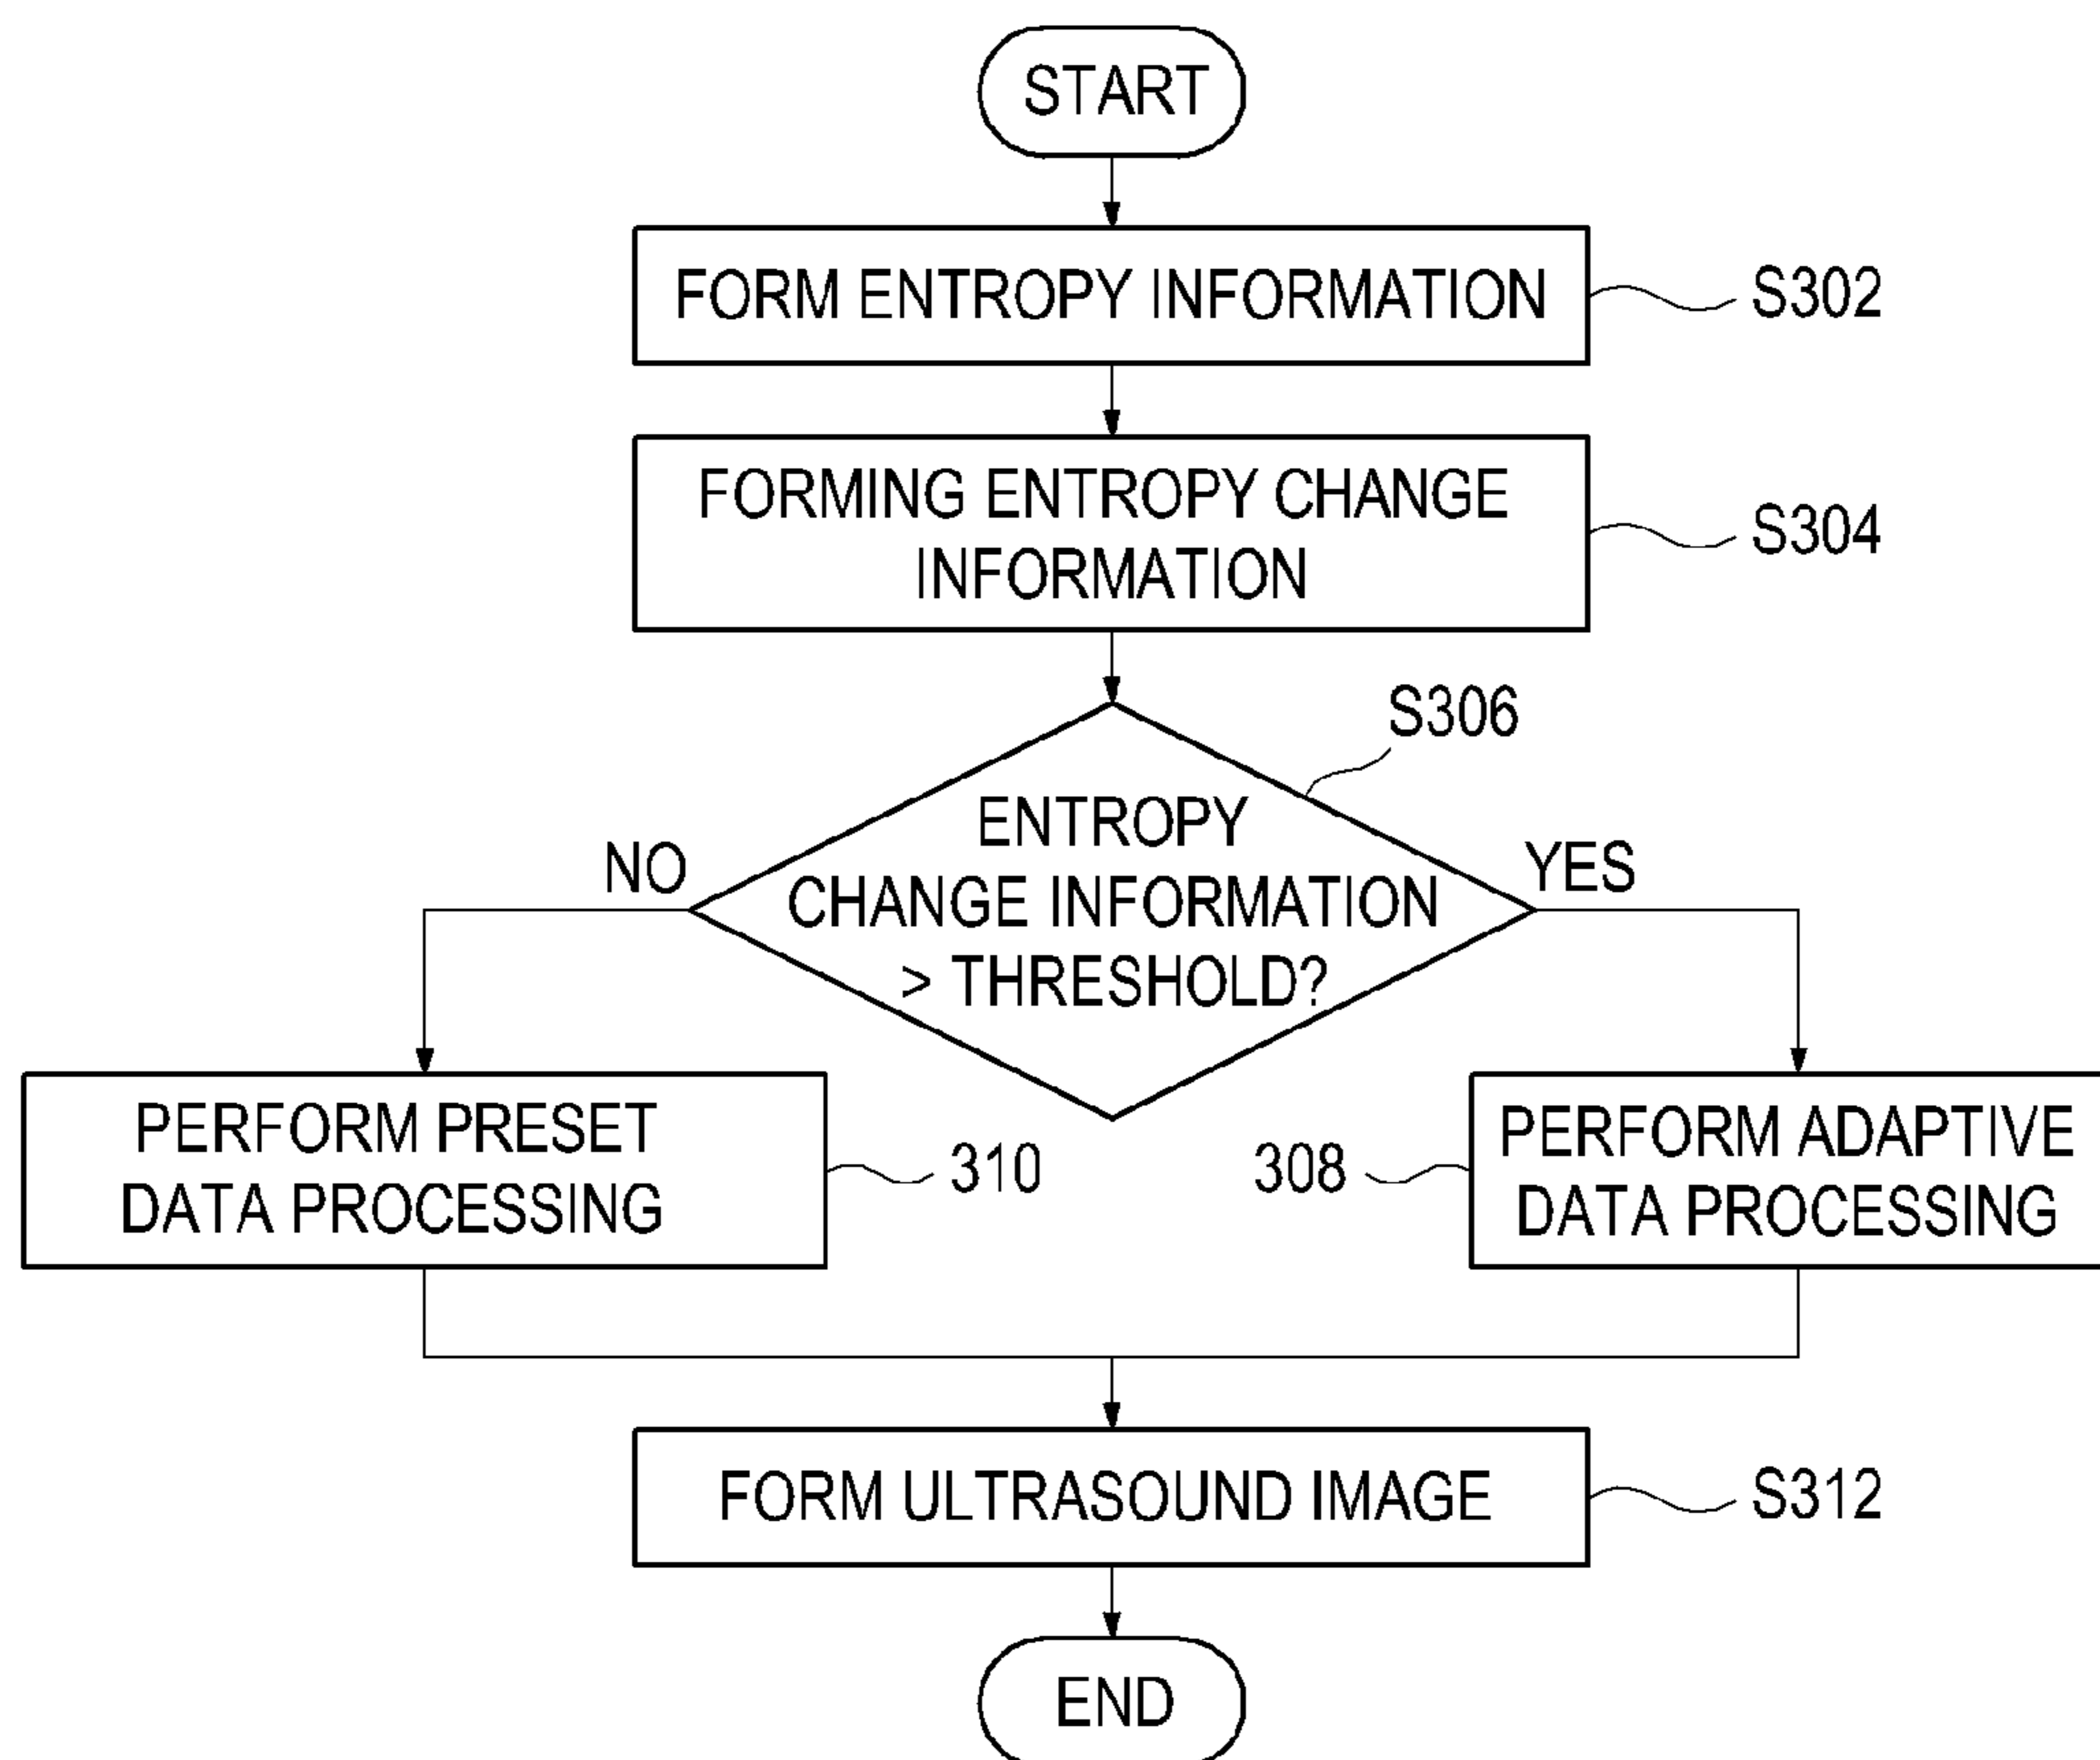 START
FORM ENTROPY INFORMATION
S302
FORMING ENTROPY CHANGE
INFORMATION
S304
S306
ENTROPY
CHANGE INFORMATION
> THRESHOLD?
NO
YES
PERFORM PRESET
DATA PROCESSING
310
308
PERFORM ADAPTIVE
DATA PROCESSING
FORM ULTRASOUND IMAGE
S312
END